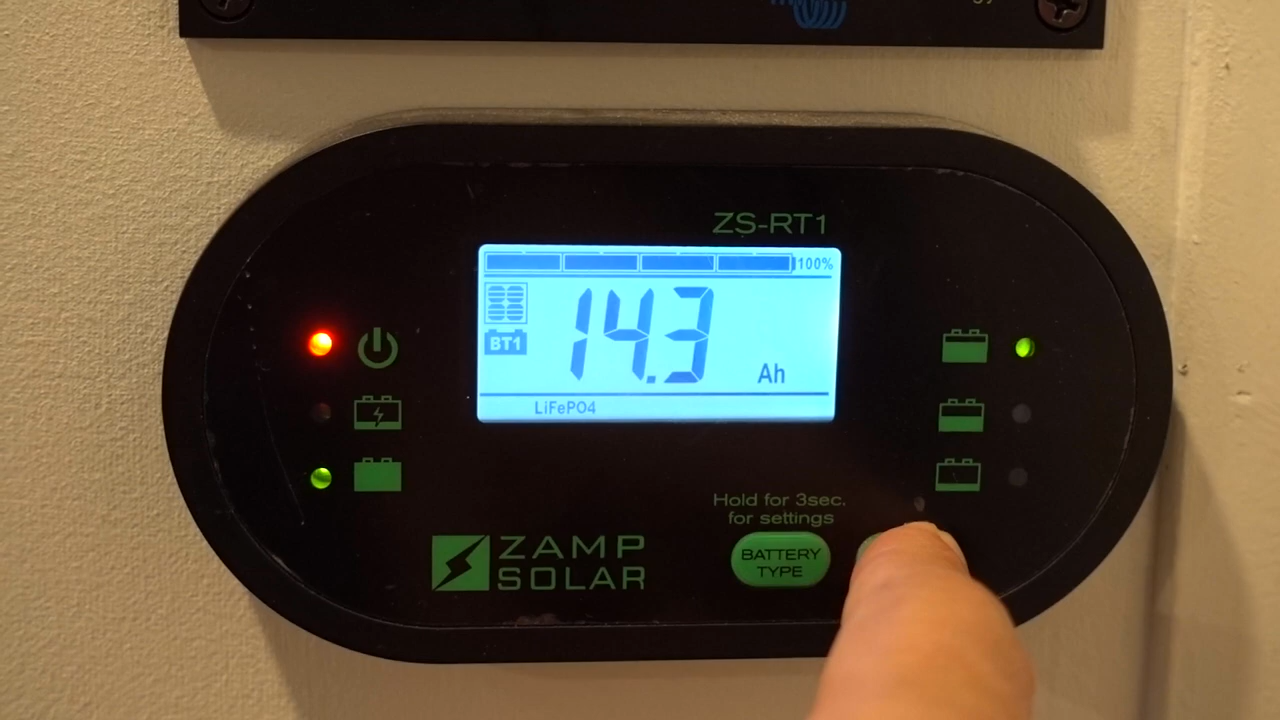 ZS-RT1
100%
BT1
14.3
Ah
LiFePO4
Hold for 3sec.
for settings
ZAMP
SOLAR
BATTERY
TYPE